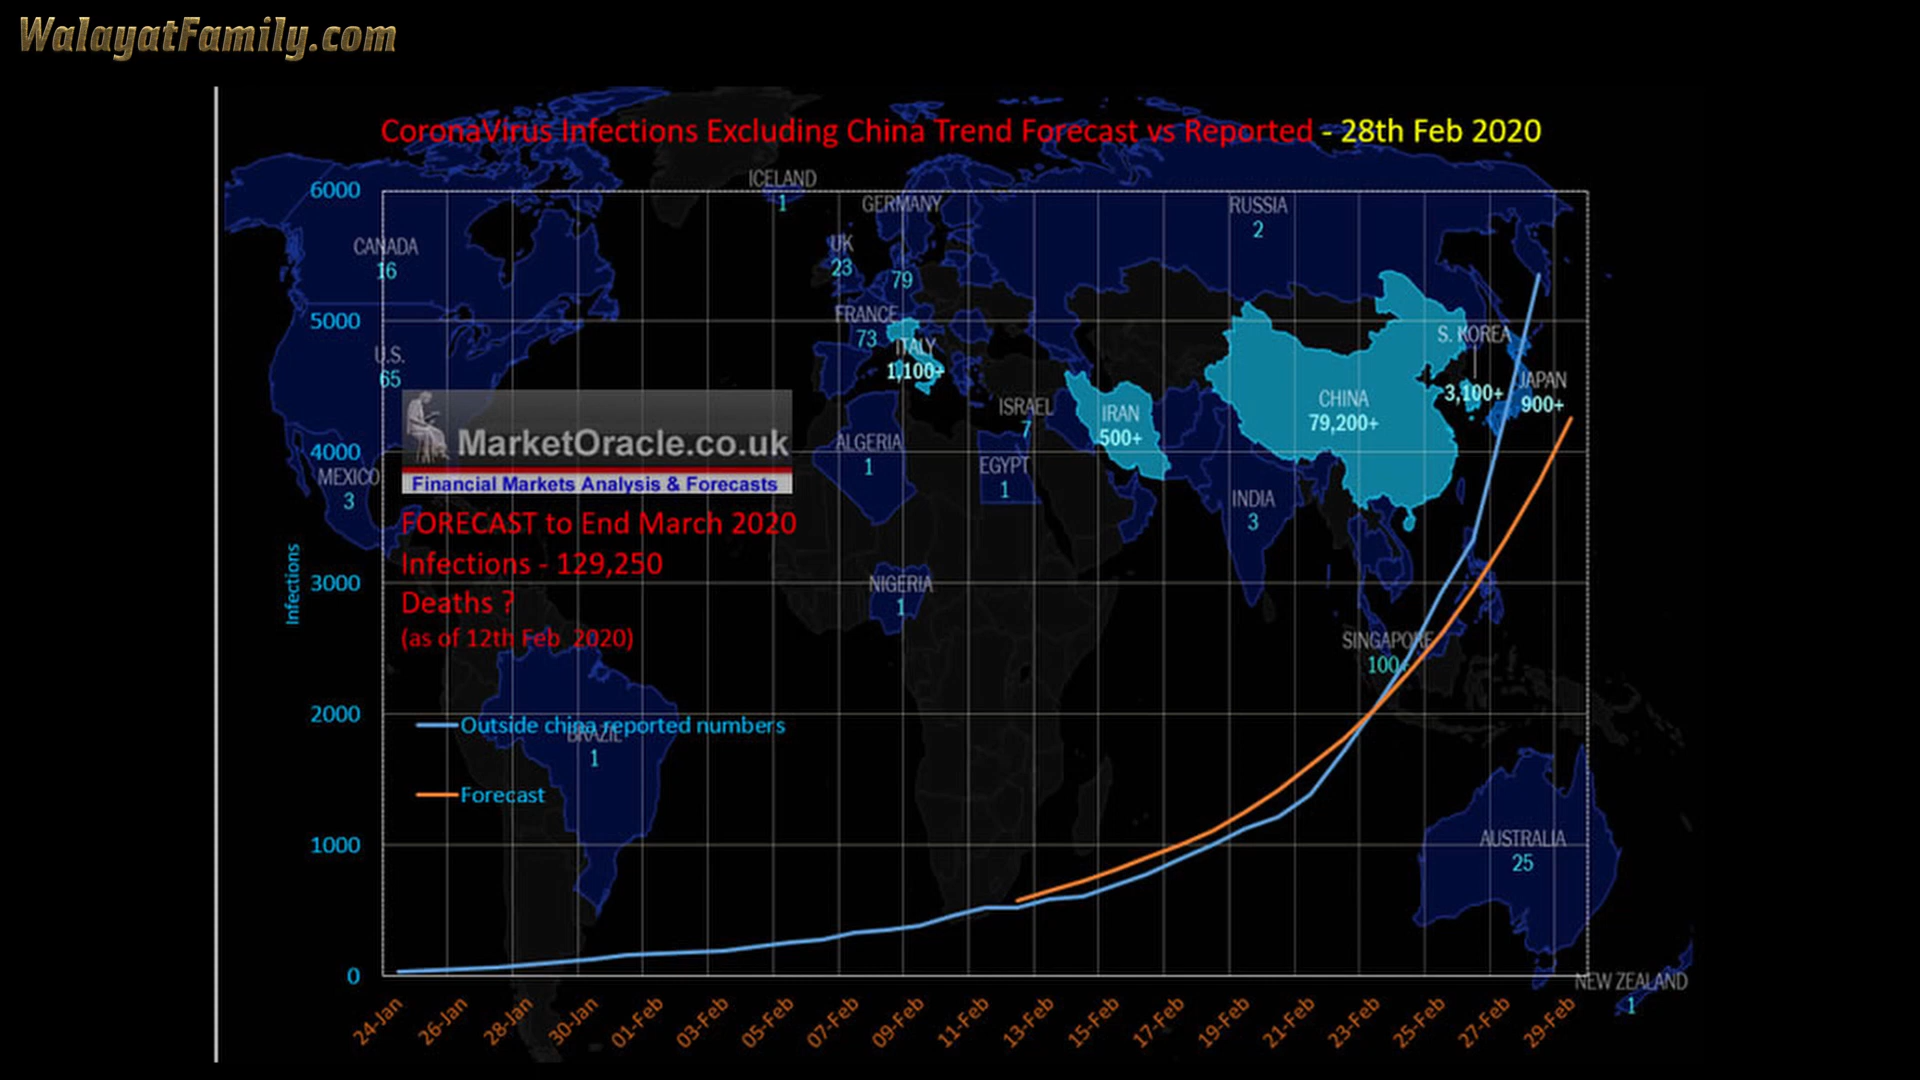 WalayatFamily.com
CoronaVirus Infections Excluding China Trend Forecast vs Reported - 28th Feb 2020
6000
5000
4000
3000
2000
1000
0
Infections
24-Jan
26-Jan
28-Jan
30-Jan
01-Feb
03-Feb
05-Feb
07-Feb
09-Feb
11-Feb
13-Feb
15-Feb
17-Feb
19-Feb
21-Feb
23-Feb
25-Feb
27-Feb
29-Feb
ICELAND
1
GERMANY
79
RUSSIA
2
CANADA
16
UK
23
FRANCE
73
ITALY
1,100+
U.S.
65
S. KOREA
3,100+
JAPAN
900+
CHINA
79,200+
IRAN
500+
ISRAEL
7
ALGERIA
1
EGYPT
1
INDIA
3
MEXICO
3
MarketOracle.co.uk
Financial Markets Analysis & Forecasts
FORECAST to End March 2020
Infections - 129,250
Deaths ?
(as of 12th Feb 2020)
NIGERIA
1
SINGAPORE
100+
Outside china reported numbers
BRAZIL
1
Forecast
AUSTRALIA
25
NEW ZEALAND
1